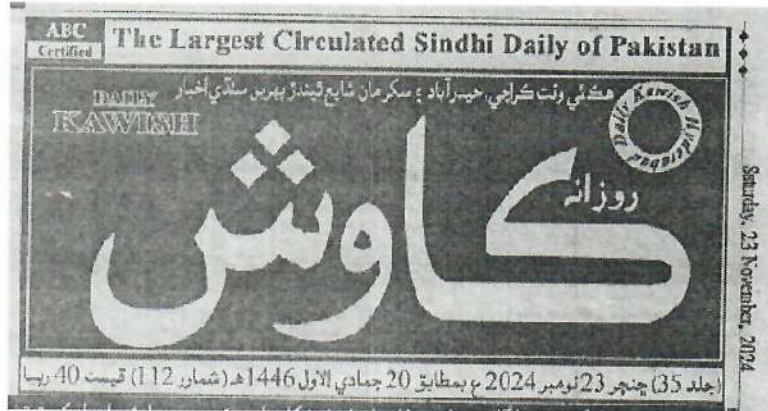 ABC
Certified
The Largest Circulated Sindhi Daily of Pakistan
DAILY
KAWISH
هڪئي وقت ڪراچي، حيدرآباد ۽ سکر مان شايع ٿيندڙ پهرين سنڌي اخبار
Daily Kawish Hyderabad
روزانه
ڪاوش
Saturday, 23 November, 2024
(جلد 35) ڇنڇر 23 نومبر 2024ع بمطابق 20 جمادي الاول 1446هه (شمارو 112) قيمت 40 رپيا